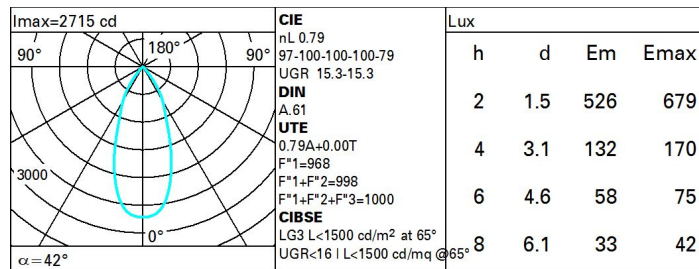 Imax=2715 cd
90°
180°
90°
3000
0°
α=42°
CIE
nL 0.79
97-100-100-100-79
UGR 15.3-15.3
DIN
A.61
UTE
0.79A+0.00T
F"1=968
F"1+F"2=998
F"1+F"2+F"3=1000
CIBSE
LG3 L<1500 cd/m² at 65°
UGR<16 | L<1500 cd/mq @65°
Lux
h d Em Emax
2 1.5 526 679
4 3.1 132 170
6 4.6 58 75
8 6.1 33 42